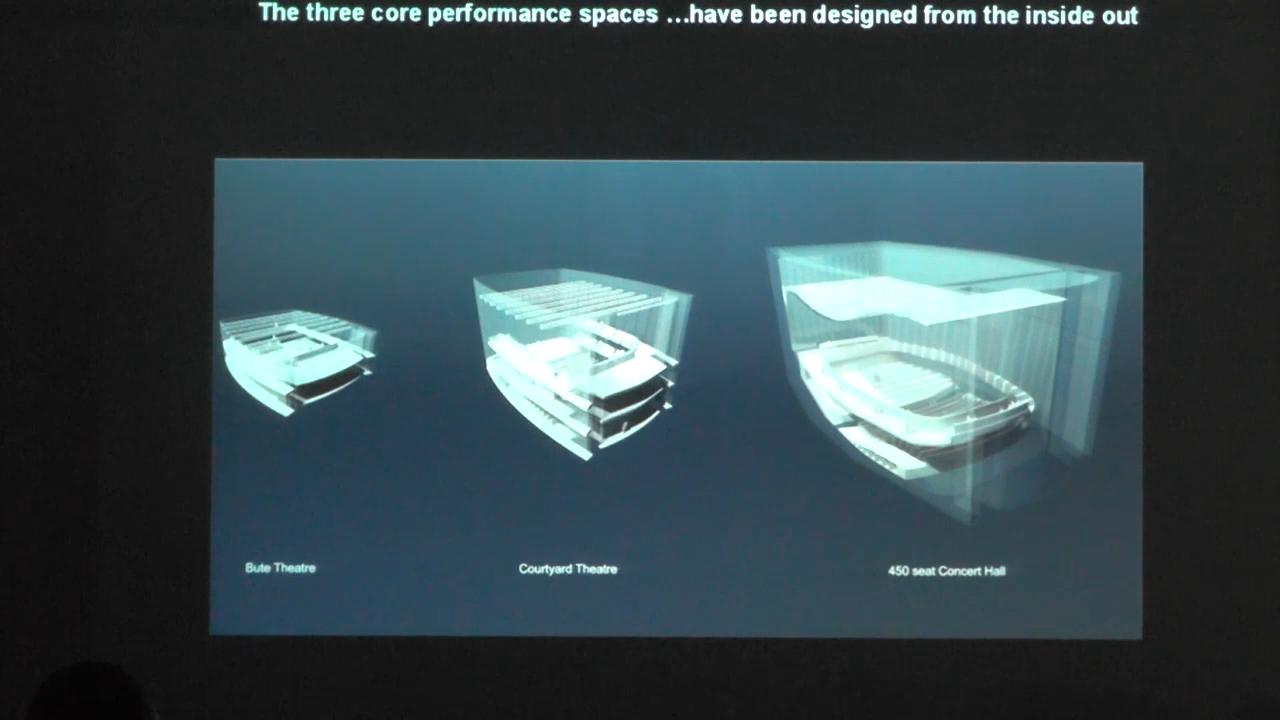 The three core performance spaces ...have been designed from the inside out
Bute Theatre
Courtyard Theatre
450 seat Concert Hall